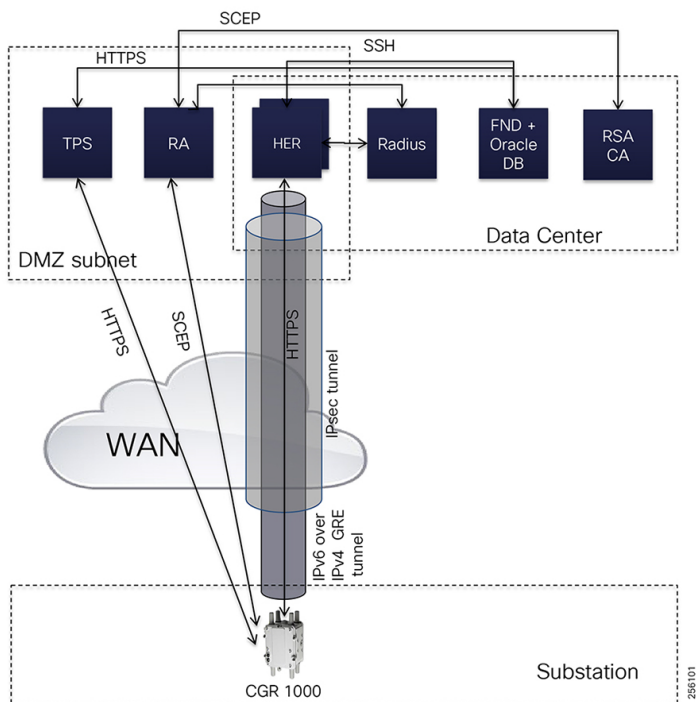 SCEP
SSH
HTTPS
TPS
RA
HER
Radius
FND +
Oracle
DB
RSA
CA
Data Center
DMZ subnet
HTTPS
SCEP
HTTPS
IPsec tunnel
WAN
IPv6 over
IPv4 GRE
tunnel
Substation
CGR 1000
256101